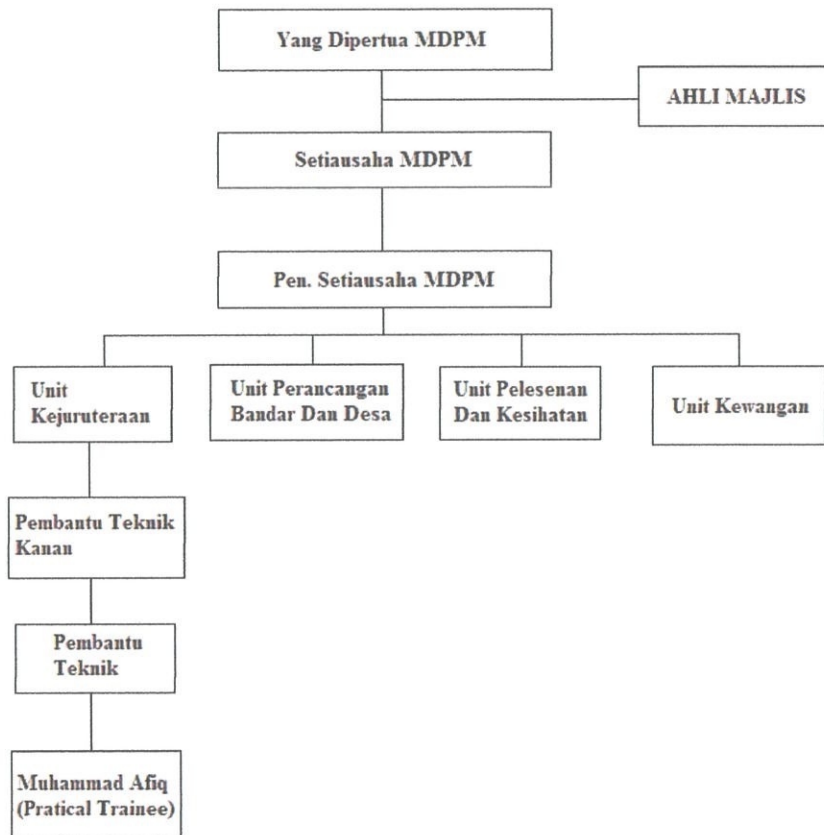 Yang Dipertua MDPM
AHLI MAJLIS
Setiausaha MDPM
Pen. Setiausaha MDPM
Unit
Kejuruteraan
Unit Perancangan
Bandar Dan Desa
Unit Pelesenan
Dan Kesihatan
Unit Kewangan
Pembantu Teknik
Kanan
Pembantu
Teknik
Muhammad Afiq
(Pratical Trainee)